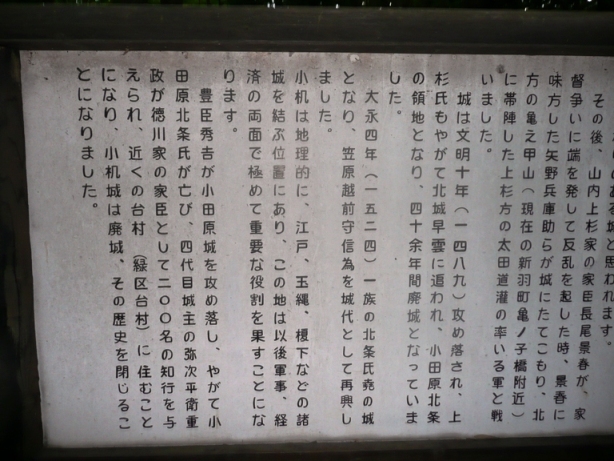 のある城と思われます。
その後、山内上杉家の家臣長尾景春が、家
督争いに端を発して反乱を起した時、景春に
味方した矢野兵庫助らが城にたてこもり、北
方の亀之甲山(現在の新羽町亀ノ子橋附近)
に帯陣した上杉方の太田道灌の率いる軍と戦
いました。
城は文明十年(一四八九)攻め落され、上
杉氏もやがて北城早雲に追われ、小田原北条
の領地となり、四十余年間廃城となっていま
した。
大永四年(一五二四)一族の北条氏堯の城
となり、笠原越前守信為を城代として再興し
ました。
小机は地理的に、江戸、玉縄、榎下などの諸
城を結ぶ位置にあり、この地は以後軍事、経
済の両面で極めて重要な役割を果すことにな
ります。
豊臣秀吉が小田原城を攻め落し、やがて小
田原北条氏が亡び、四代目城主の弥次平衛重
政が徳川家の家臣として二〇〇名の知行を与
えられ、近くの台村(緑区台村)に住むこと
になり、小机城は廃城、その歴史を閉じるこ
とになりました。